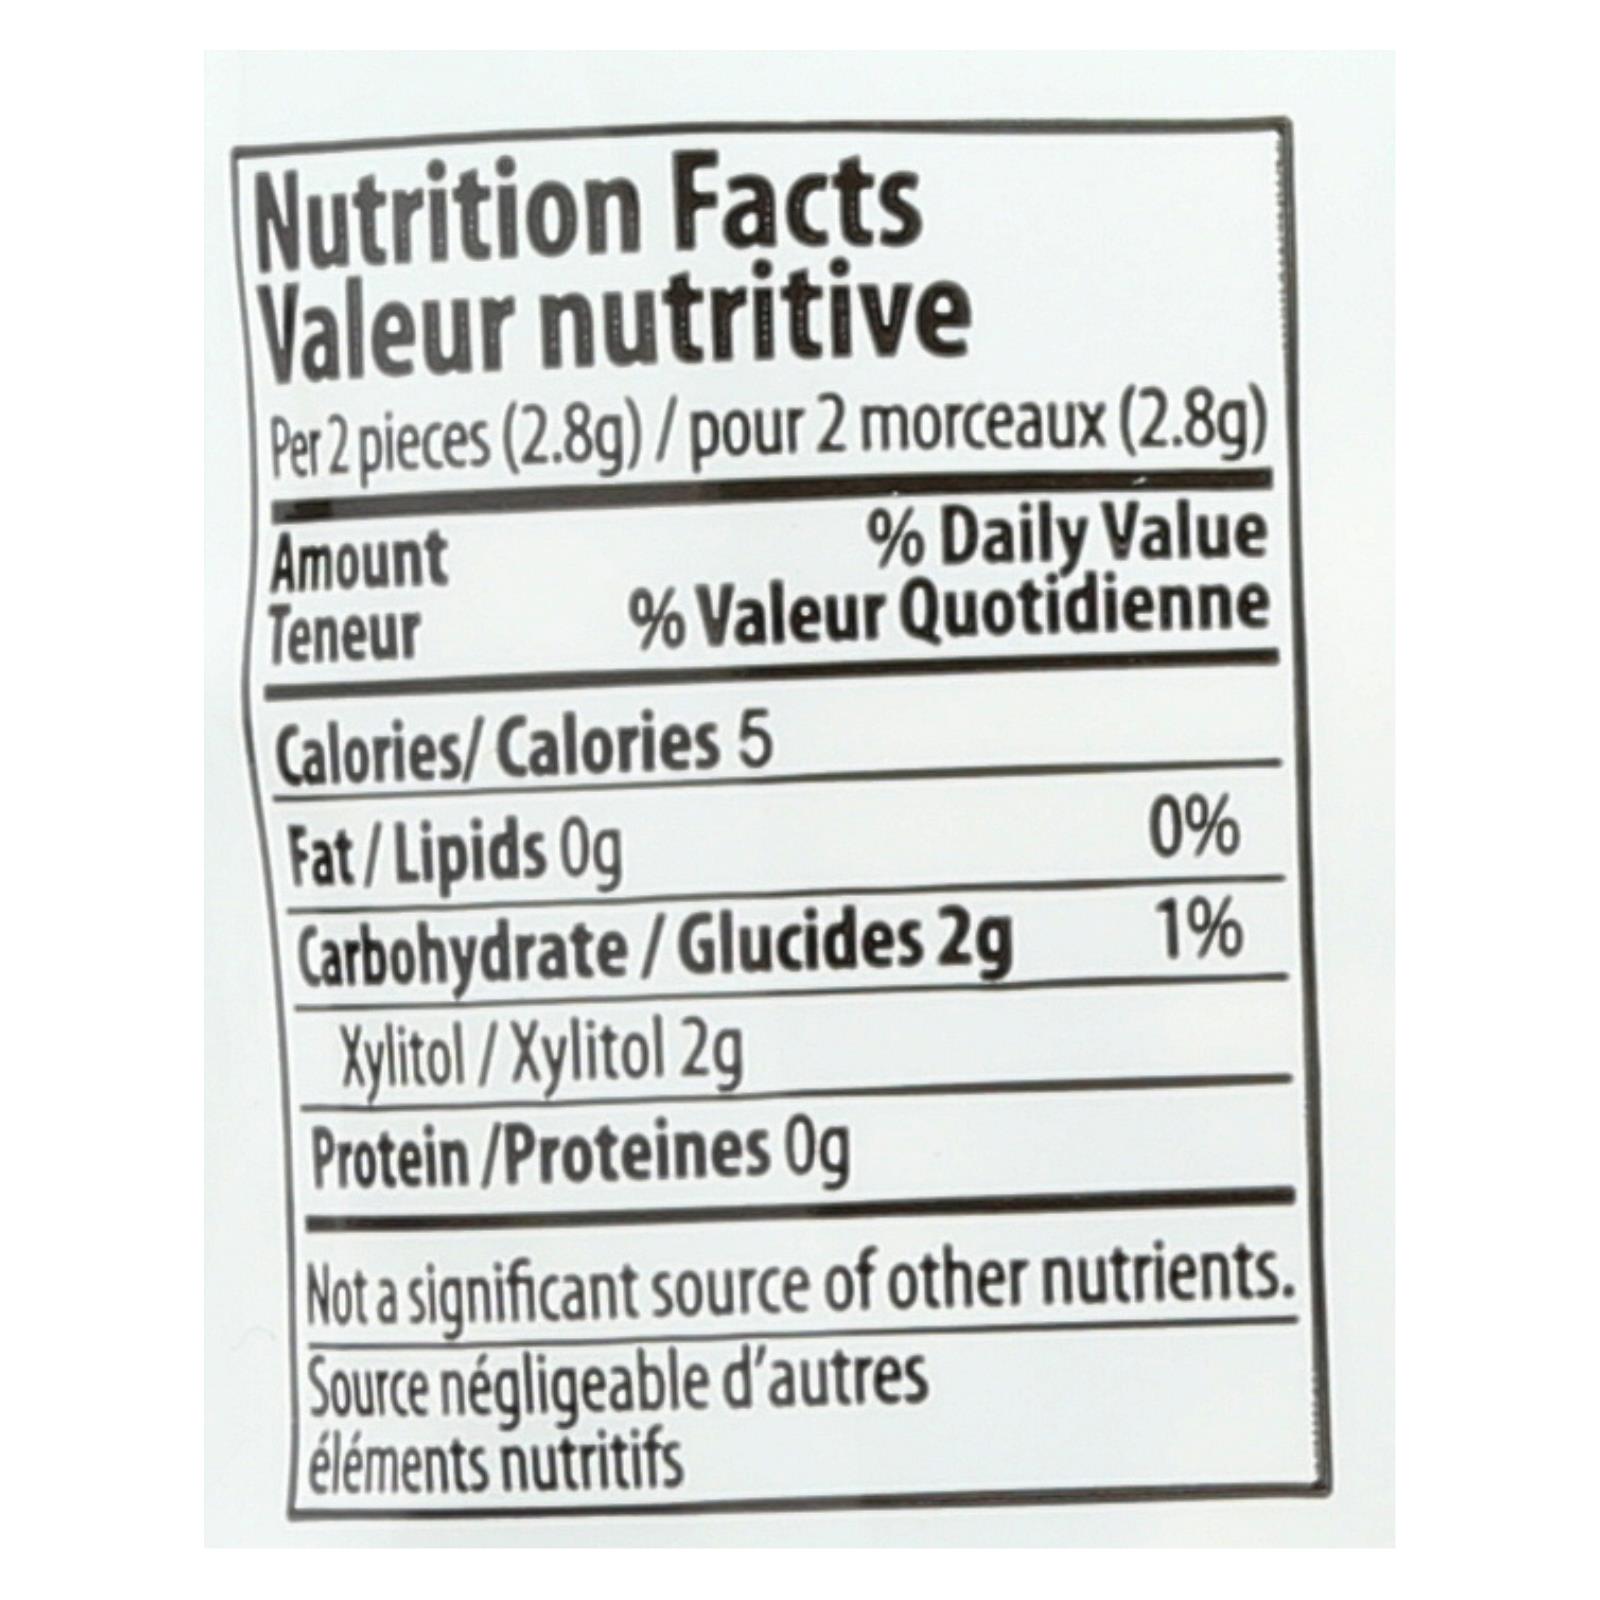 Nutrition Facts
Valeur nutritive
Per 2 pieces (2.8g) / pour 2 morceaux (2.8g)
Amount % Daily Value
Teneur % Valeur Quotidienne
Calories/ Calories 5
Fat / Lipids 0g 0%
Carbohydrate / Glucides 2g 1%
Xylitol / Xylitol 2g
Protein /Proteines 0g
Not a significant source of other nutrients.
Source négligeable d’autres
éléments nutritifs